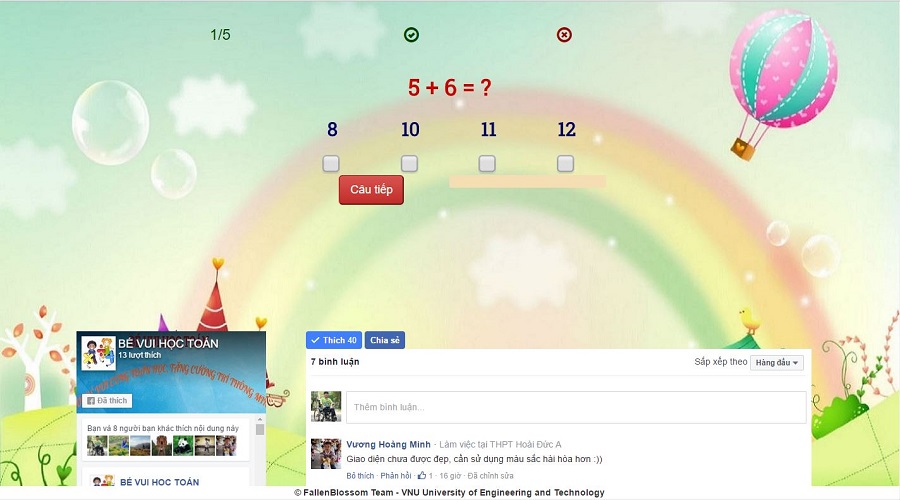 1/5
5 + 6 = ?
8 10 11 12
Câu tiếp
BÉ VUI HỌC TOÁN
13 lượt thích
Đã thích
Bạn và 8 người bạn khác thích nội dung này
BÉ VUI HỌC TOÁN
Thích 40 Chia sẻ
7 bình luận Sắp xếp theo Hàng đầu
Thêm bình luận...
Vương Hoàng Minh · Làm việc tại THPT Hoài Đức A
Giao diện chưa được đẹp, cần sử dụng màu sắc hài hòa hơn :))
Bỏ thích · Phản hồi · 1 · 16 giờ · Đã chỉnh sửa
© FallenBlossom Team - VNU University of Engineering and Technology